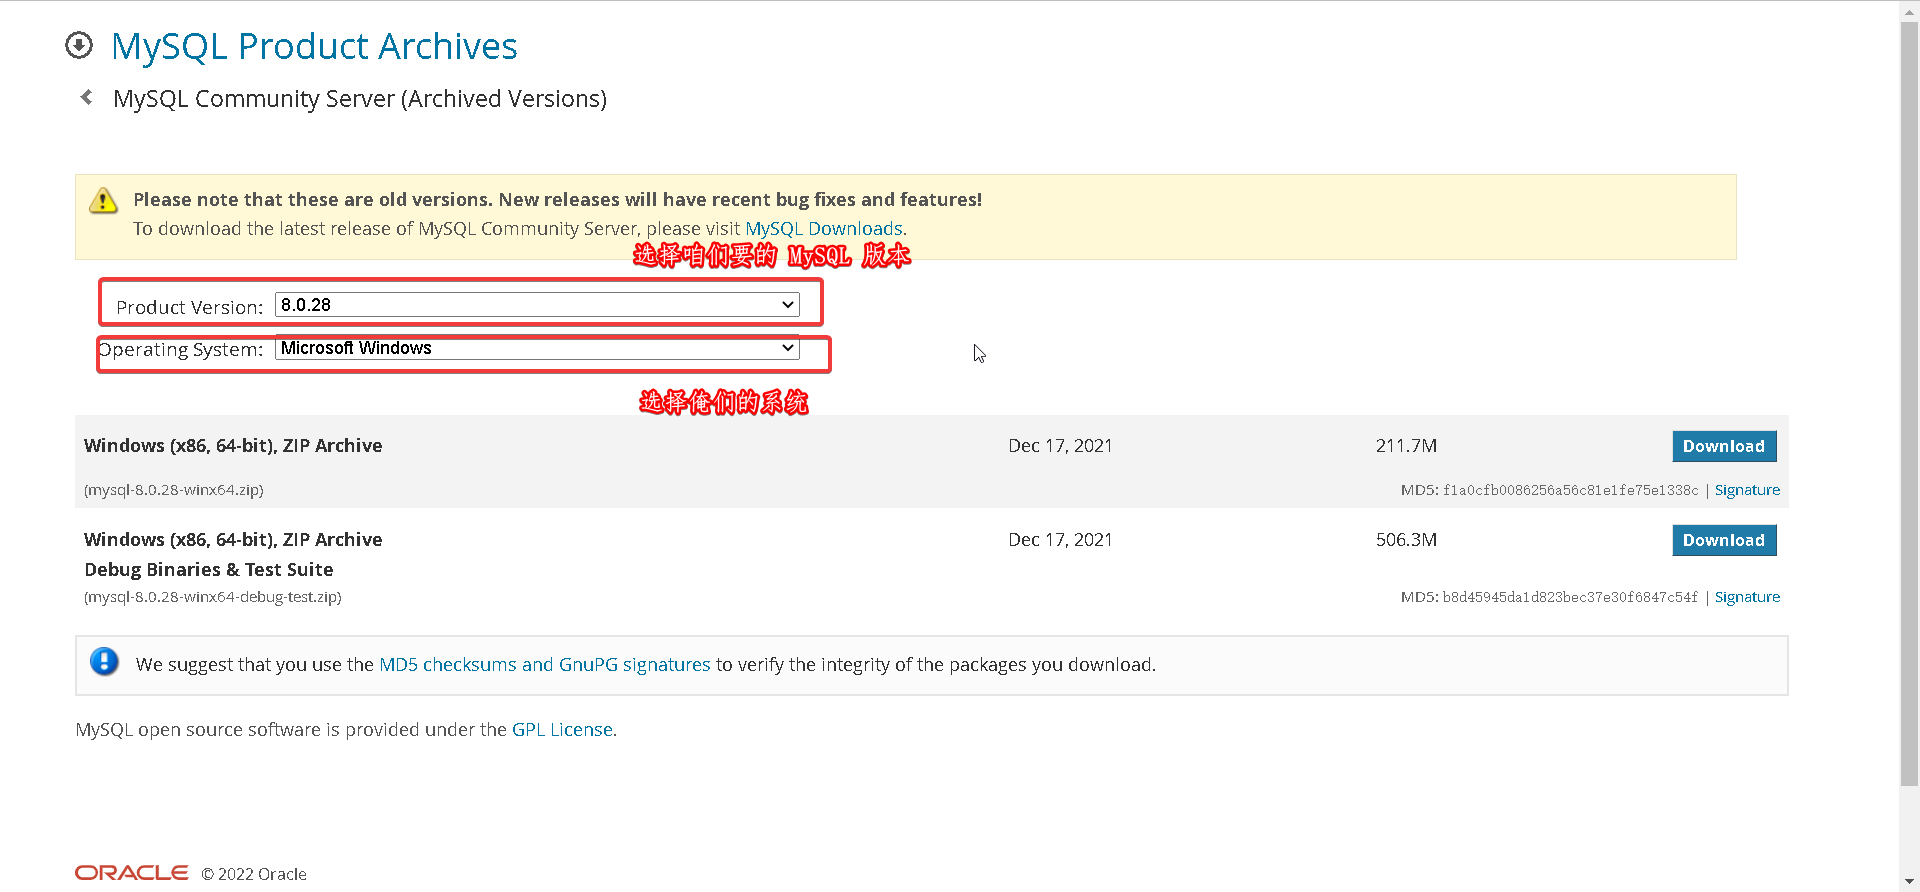 MySQL Product Archives
MySQL Community Server (Archived Versions)
Please note that these are old versions. New releases will have recent bug fixes and features!
To download the latest release of MySQL Community Server, please visit MySQL Downloads.
选择咱们要的 MySQL 版本
Product Version: 8.0.28
Operating System: Microsoft Windows
选择俺们的系统
Windows (x86, 64-bit), ZIP Archive Dec 17, 2021 211.7M Download
(mysql-8.0.28-winx64.zip) MD5: f1a0cfb0086256a56c81e1fe75e1338c | Signature
Windows (x86, 64-bit), ZIP Archive Dec 17, 2021 506.3M Download
Debug Binaries & Test Suite
(mysql-8.0.28-winx64-debug-test.zip) MD5: b8d45945da1d823bec37e30f6847c54f | Signature
We suggest that you use the MD5 checksums and GnuPG signatures to verify the integrity of the packages you download.
MySQL open source software is provided under the GPL License.
ORACLE © 2022 Oracle